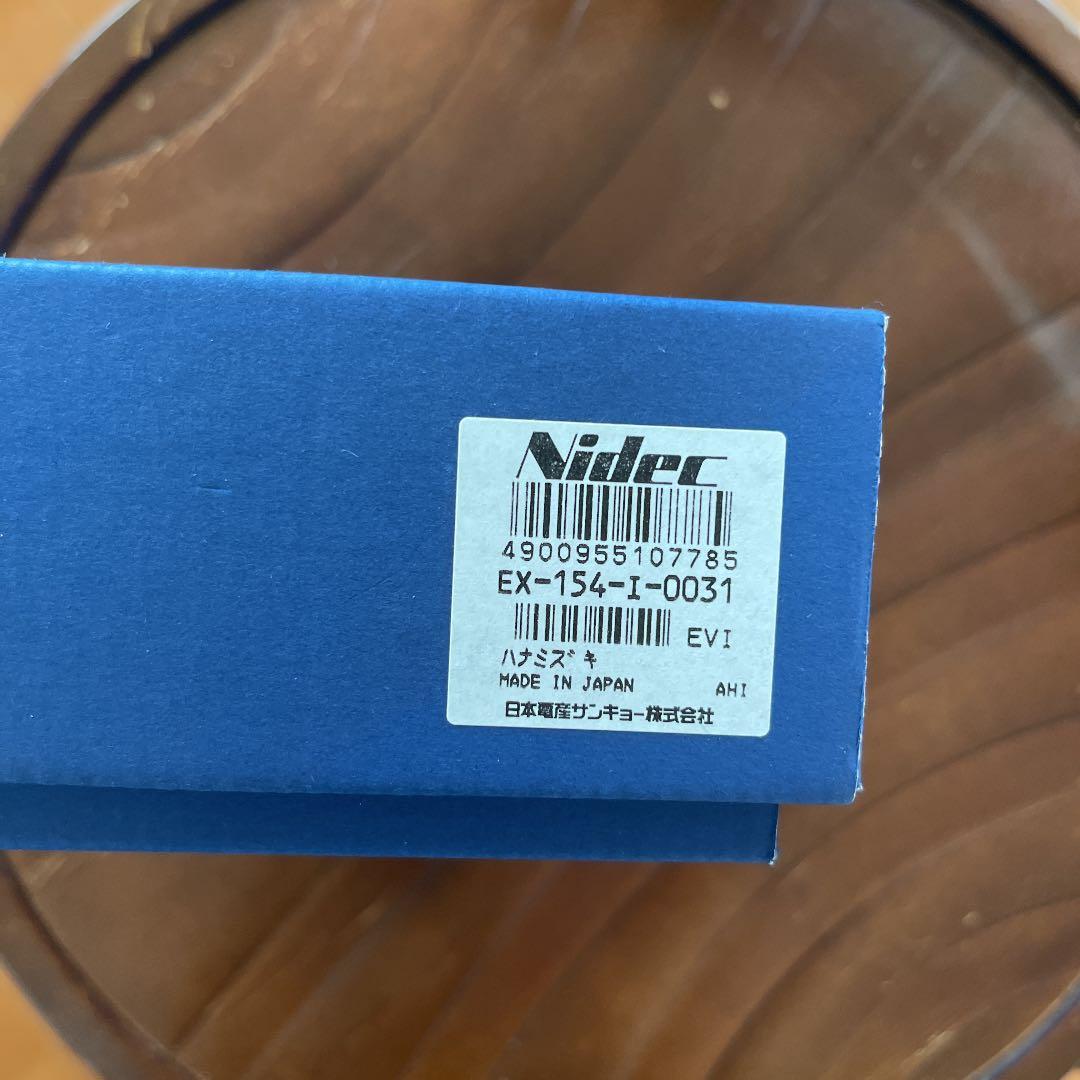 Nidec
4900955107785
EX-154-I-0031
EVI
ハナミズキ
MADE IN JAPAN AHI
日本電産サンキョー株式会社